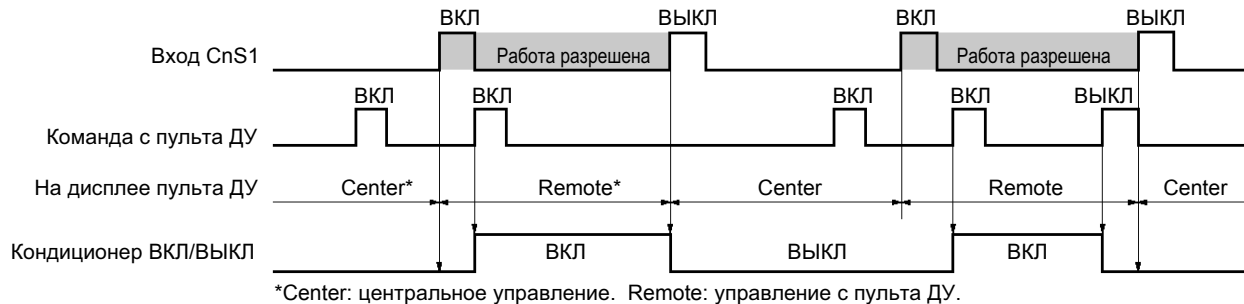 ВКЛ ВЫКЛ ВКЛ ВЫКЛ
Вход CnS1 Работа разрешена Работа разрешена
ВКЛ ВКЛ ВКЛ ВКЛ ВЫКЛ
Команда с пульта ДУ
На дисплее пульта ДУ Center* Remote* Center Remote Center
Кондиционер ВКЛ/ВЫКЛ ВКЛ ВЫКЛ ВКЛ
*Center: центральное управление. Remote: управление с пульта ДУ.